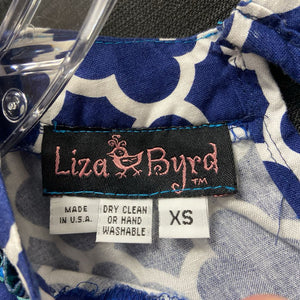 Liza Byrd
TM
MADE
IN U.S.A.
DRY CLEAN
OR HAND
WASHABLE
XS